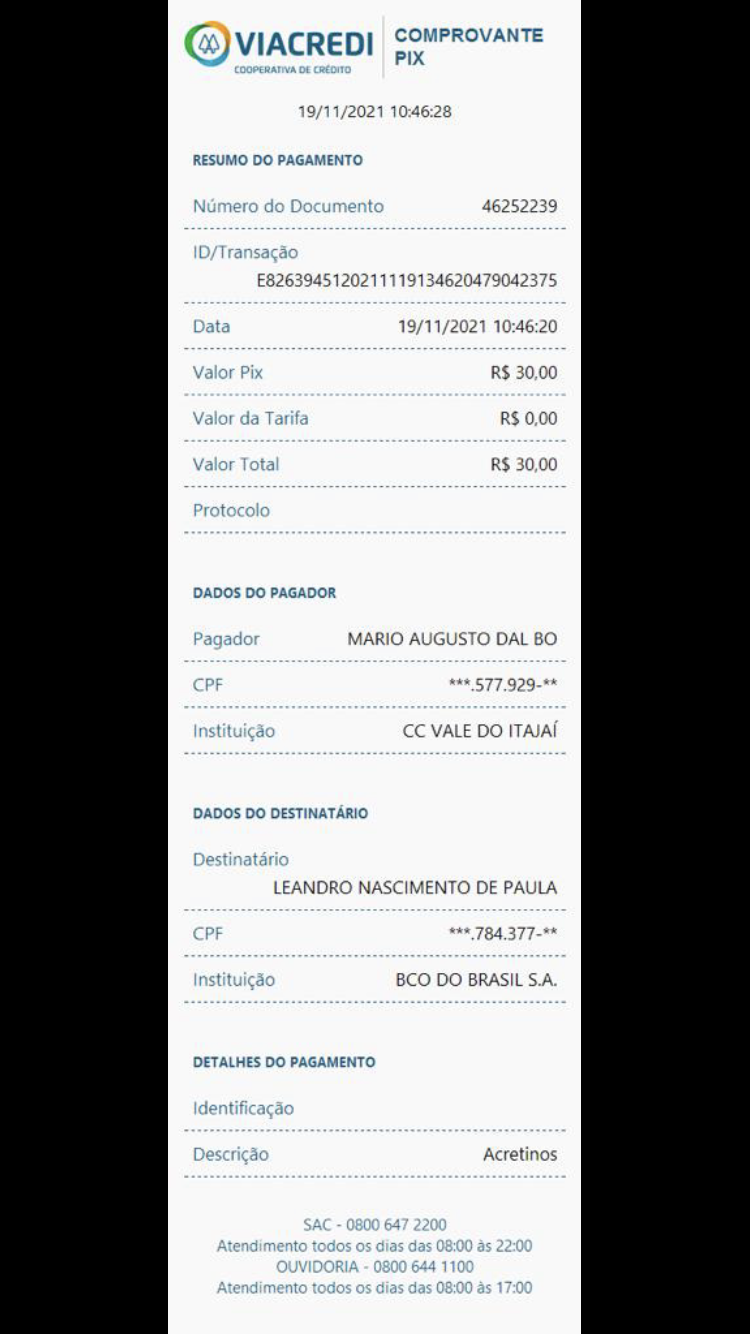 VIACREDI
COOPERATIVA DE CRÉDITO
COMPROVANTE
PIX
19/11/2021 10:46:28
RESUMO DO PAGAMENTO
Número do Documento 46252239
ID/Transação
E8263945120211119134620479042375
Data 19/11/2021 10:46:20
Valor Pix R$ 30,00
Valor da Tarifa R$ 0,00
Valor Total R$ 30,00
Protocolo
DADOS DO PAGADOR
Pagador MARIO AUGUSTO DAL BO
CPF ***.577.929-**
Instituição CC VALE DO ITAJAÍ
DADOS DO DESTINATÁRIO
Destinatário
LEANDRO NASCIMENTO DE PAULA
CPF ***.784.377-**
Instituição BCO DO BRASIL S.A.
DETALHES DO PAGAMENTO
Identificação
Descrição Acretinos
SAC - 0800 647 2200
Atendimento todos os dias das 08:00 às 22:00
OUVIDORIA - 0800 644 1100
Atendimento todos os dias das 08:00 às 17:00